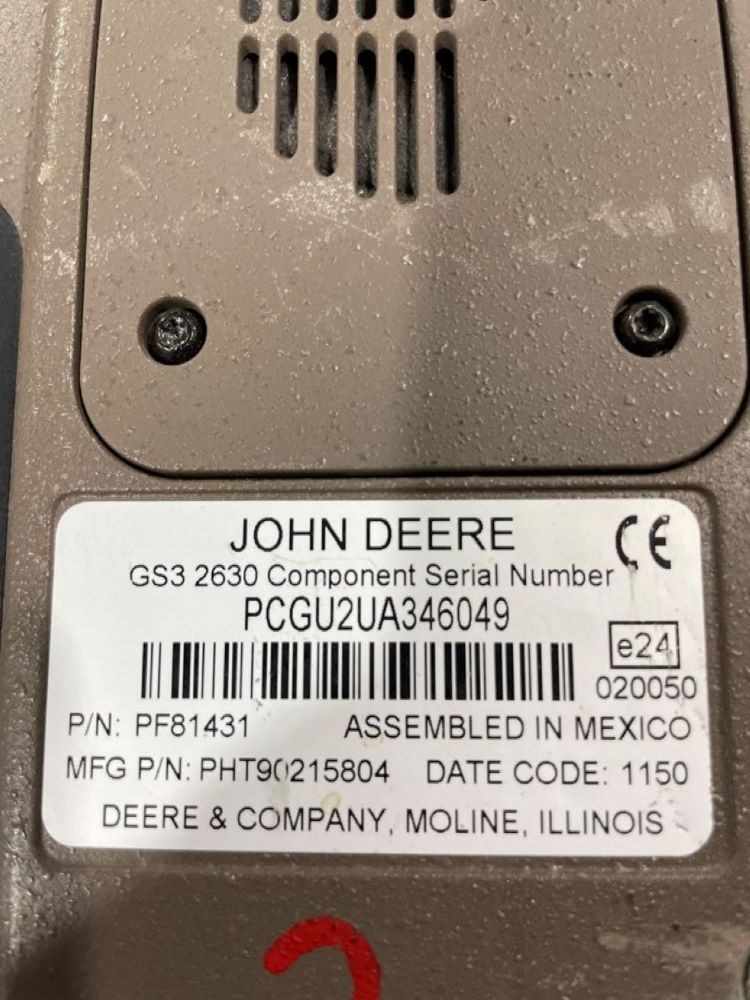 JOHN DEERE
CE
GS3 2630 Component Serial Number
PCGU2UA346049
e24
020050
P/N: PF81431 ASSEMBLED IN MEXICO
MFG P/N: PHT90215804 DATE CODE: 1150
DEERE & COMPANY, MOLINE, ILLINOIS